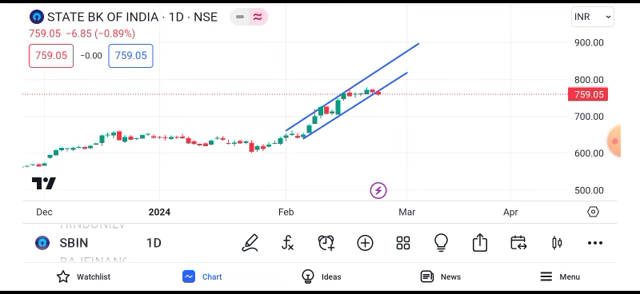 STATE BK OF INDIA · 1D · NSE
INR
759.05 −6.85 (−0.89%)
759.05 −0.00 759.05
900.00
800.00
759.05
700.00
600.00
500.00
Dec 2024 Feb Mar Apr
SBIN 1D
Watchlist Chart Ideas News Menu